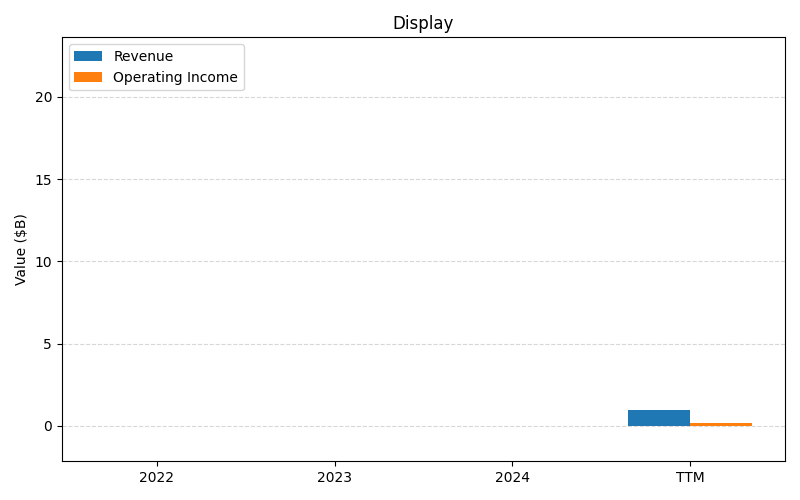 Display
Revenue
Operating Income
Value ($B)
20
15
10
5
0
2022 2023 2024 TTM